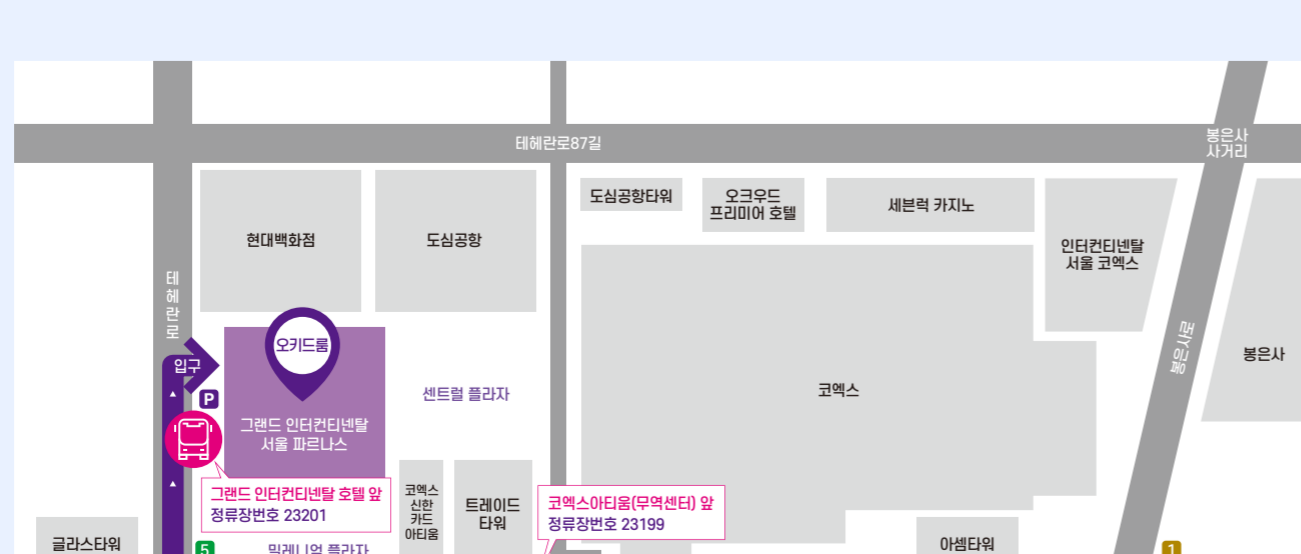 테헤란로87길
봉은사
사거리
도심공항타워
오크우드
프리미어 호텔
세븐럭 카지노
현대백화점
도심공항
인터컨티넨탈
서울 코엑스
테헤란로
봉은사로
오키드룸
봉은사
입구
P
센트럴 플라자
코엑스
그랜드 인터컨티넨탈
서울 파르나스
그랜드 인터컨티넨탈 호텔 앞
정류장번호 23201
코엑스
신한
카드
아티움
트레이드
타워
코엑스아티움(무역센터) 앞
정류장번호 23199
글라스타워
5
밀레니엄 플라자
아셈타워
1